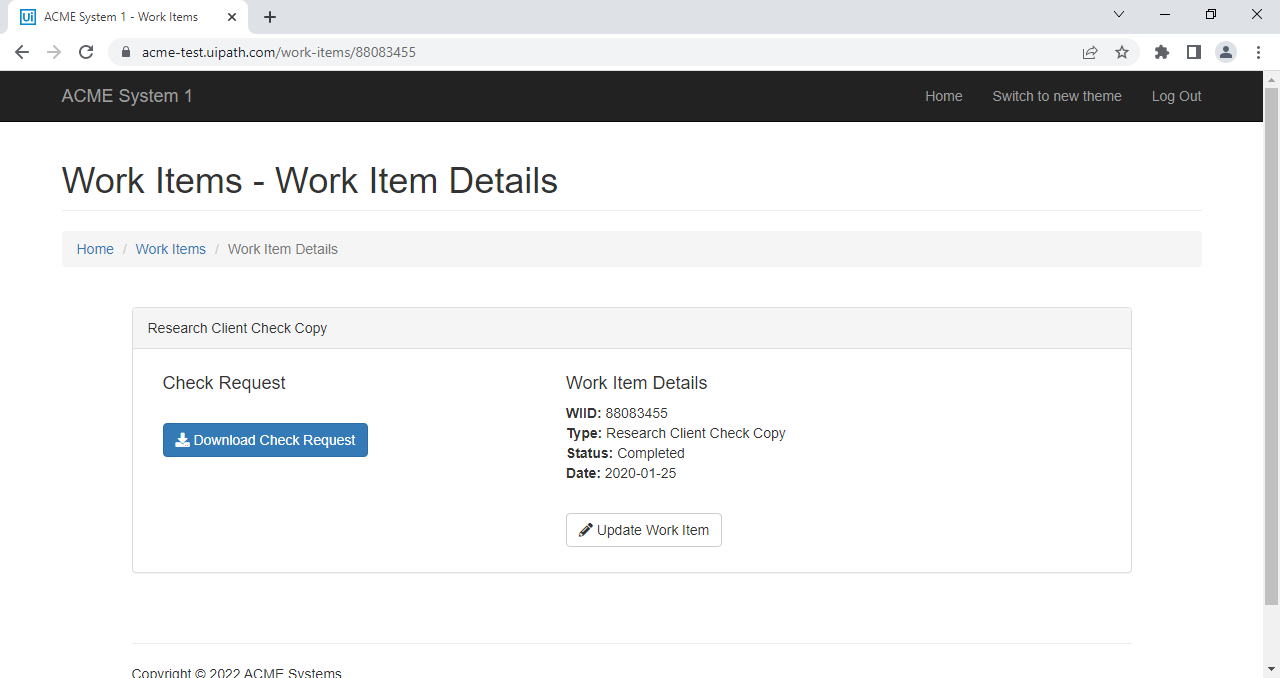 ACME System 1 - Work Items
acme-test.uipath.com/work-items/88083455
ACME System 1
Home
Switch to new theme
Log Out
Work Items - Work Item Details
Home / Work Items / Work Item Details
Research Client Check Copy
Check Request
Download Check Request
Work Item Details
WIID: 88083455
Type: Research Client Check Copy
Status: Completed
Date: 2020-01-25
Update Work Item
Copyright © 2022 ACME Systems